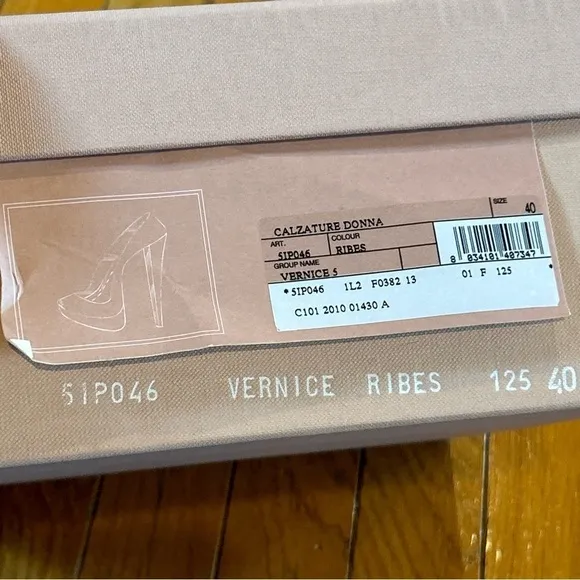 CALZATURE DONNA SIZE 40
ART. COLOUR
5IP046 RIBES
GROUP NAME
VERNICE 5
8 034101 407347
•5IP046 1L2 F0382 13 01 F 125 •
C101 2010 01430 A
5IP046 VERNICE RIBES 125 40